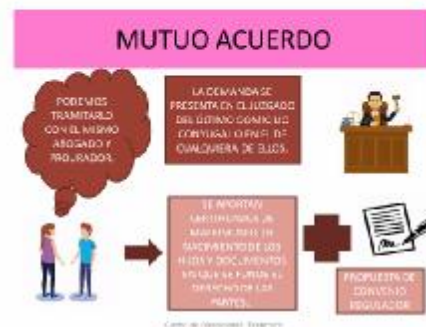 MUTUO ACUERDO
PODEMOS
TRAMITARLO
CON EL MISMO
ABOGADO Y
PROCURADOR.
LA DEMANDA SE
PRESENTA EN EL JUZGADO
DEL ÚLTIMO DOMICILIO
CONYUGAL O EN EL DE
CUALQUIERA DE ELLOS.
SE APORTAN
CERTIFICADOS DE
MATRIMONIO, DE
NACIMIENTO DE LOS
HIJOS Y DOCUMENTOS
EN QUE SE FUNDE EL
DERECHO DE LAS
PARTES.
PROPUESTA DE
CONVENIO
REGULADOR